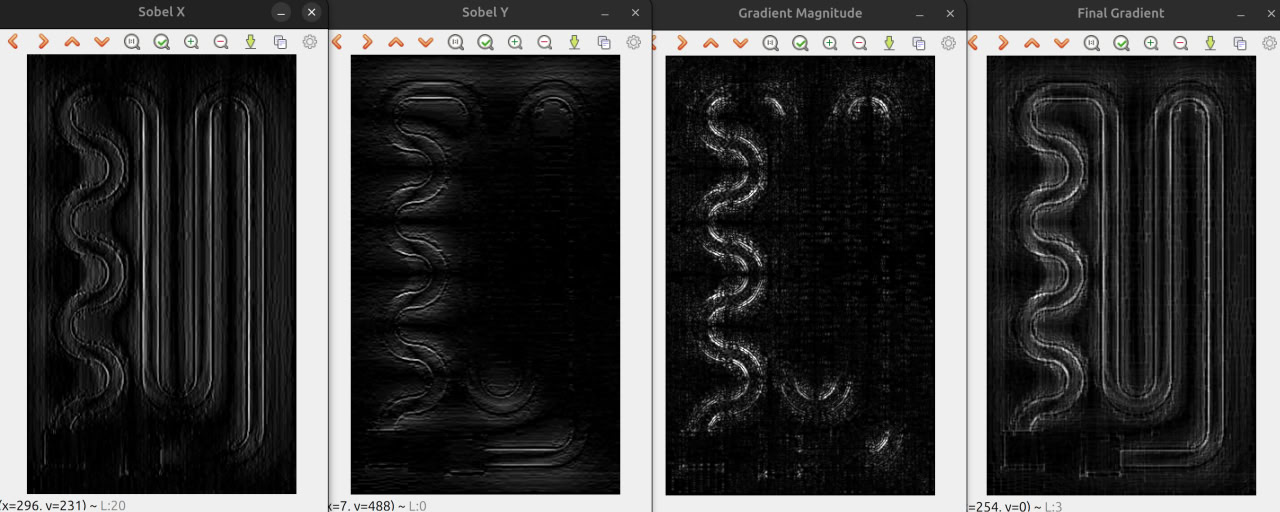 Sobel X
Sobel Y
Gradient Magnitude
Final Gradient
(x=296, y=231) ~ L:20
x=7, y=488) ~ L:0
=254, y=0) ~ L:3